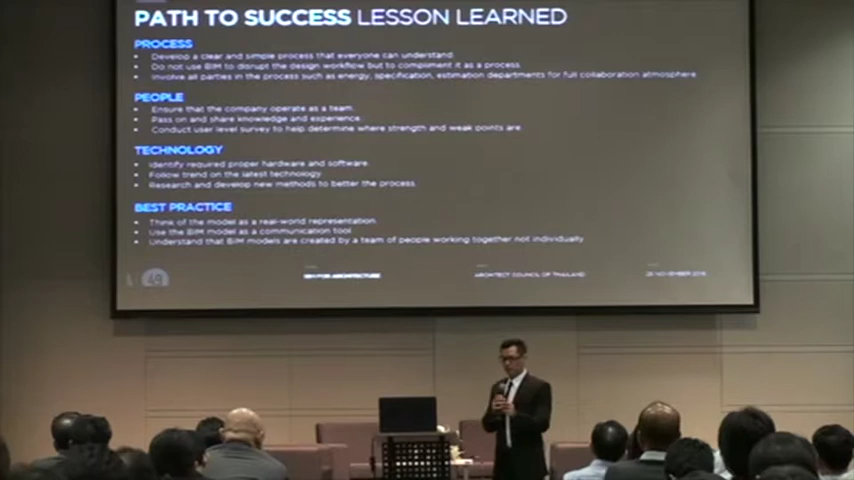 PATH TO SUCCESS LESSON LEARNED
PROCESS
• Develop a clear and simple process that everyone can understand.
• Do not use BIM to disrupt the design workflow but to compliment it as a process.
• Involve all parties in the process such as energy, specification, estimation departments for full collaboration atmosphere.
PEOPLE
• Ensure that the company operate as a team.
• Pass on and share knowledge and experience.
• Conduct user level survey to help determine where strength and weak points are.
TECHNOLOGY
• Identify required proper hardware and software.
• Follow trend on the latest technology
• Research and develop new methods to better the process.
BEST PRACTICE
• Think of the model as a real-world representation.
• Use the BIM model as a communication tool
• Understand that BIM models are created by a team of people working together not individually
49 ARCHITECTURE ARCHITECT COUNCIL OF THAILAND 25 NOVEMBER